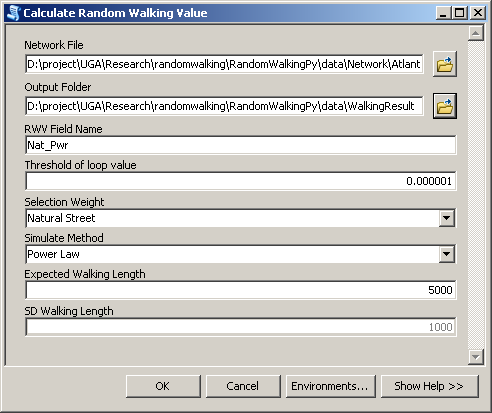 Calculate Random Walking Value
Network File
D:\project\UGA\Research\randomwalking\RandomWalkingPy\data\Network\Atlant
Output Folder
D:\project\UGA\Research\randomwalking\RandomWalkingPy\data\WalkingResult
RWV Field Name
Nat_Pwr
Threshold of loop value
0.000001
Selection Weight
Natural Street
Simulate Method
Power Law
Expected Walking Length
5000
SD Walking Length
1000
OK Cancel Environments... Show Help >>